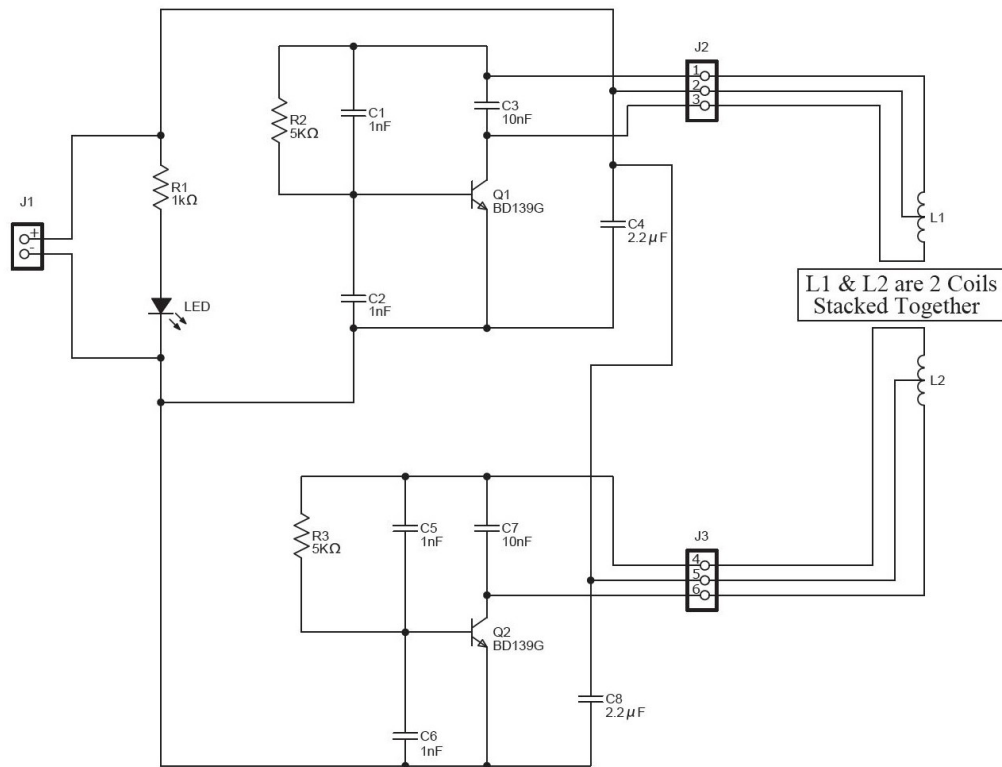 J2
1
2
3
C1
1nF
C3
10nF
R2
5KΩ
R1
1kΩ
Q1
BD139G
J1
+
-
C4
2.2μF
L1
L1 & L2 are 2 Coils
Stacked Together
C2
1nF
LED
L2
J3
4
5
6
R3
5KΩ
C5
1nF
C7
10nF
Q2
BD139G
C8
2.2μF
C6
1nF